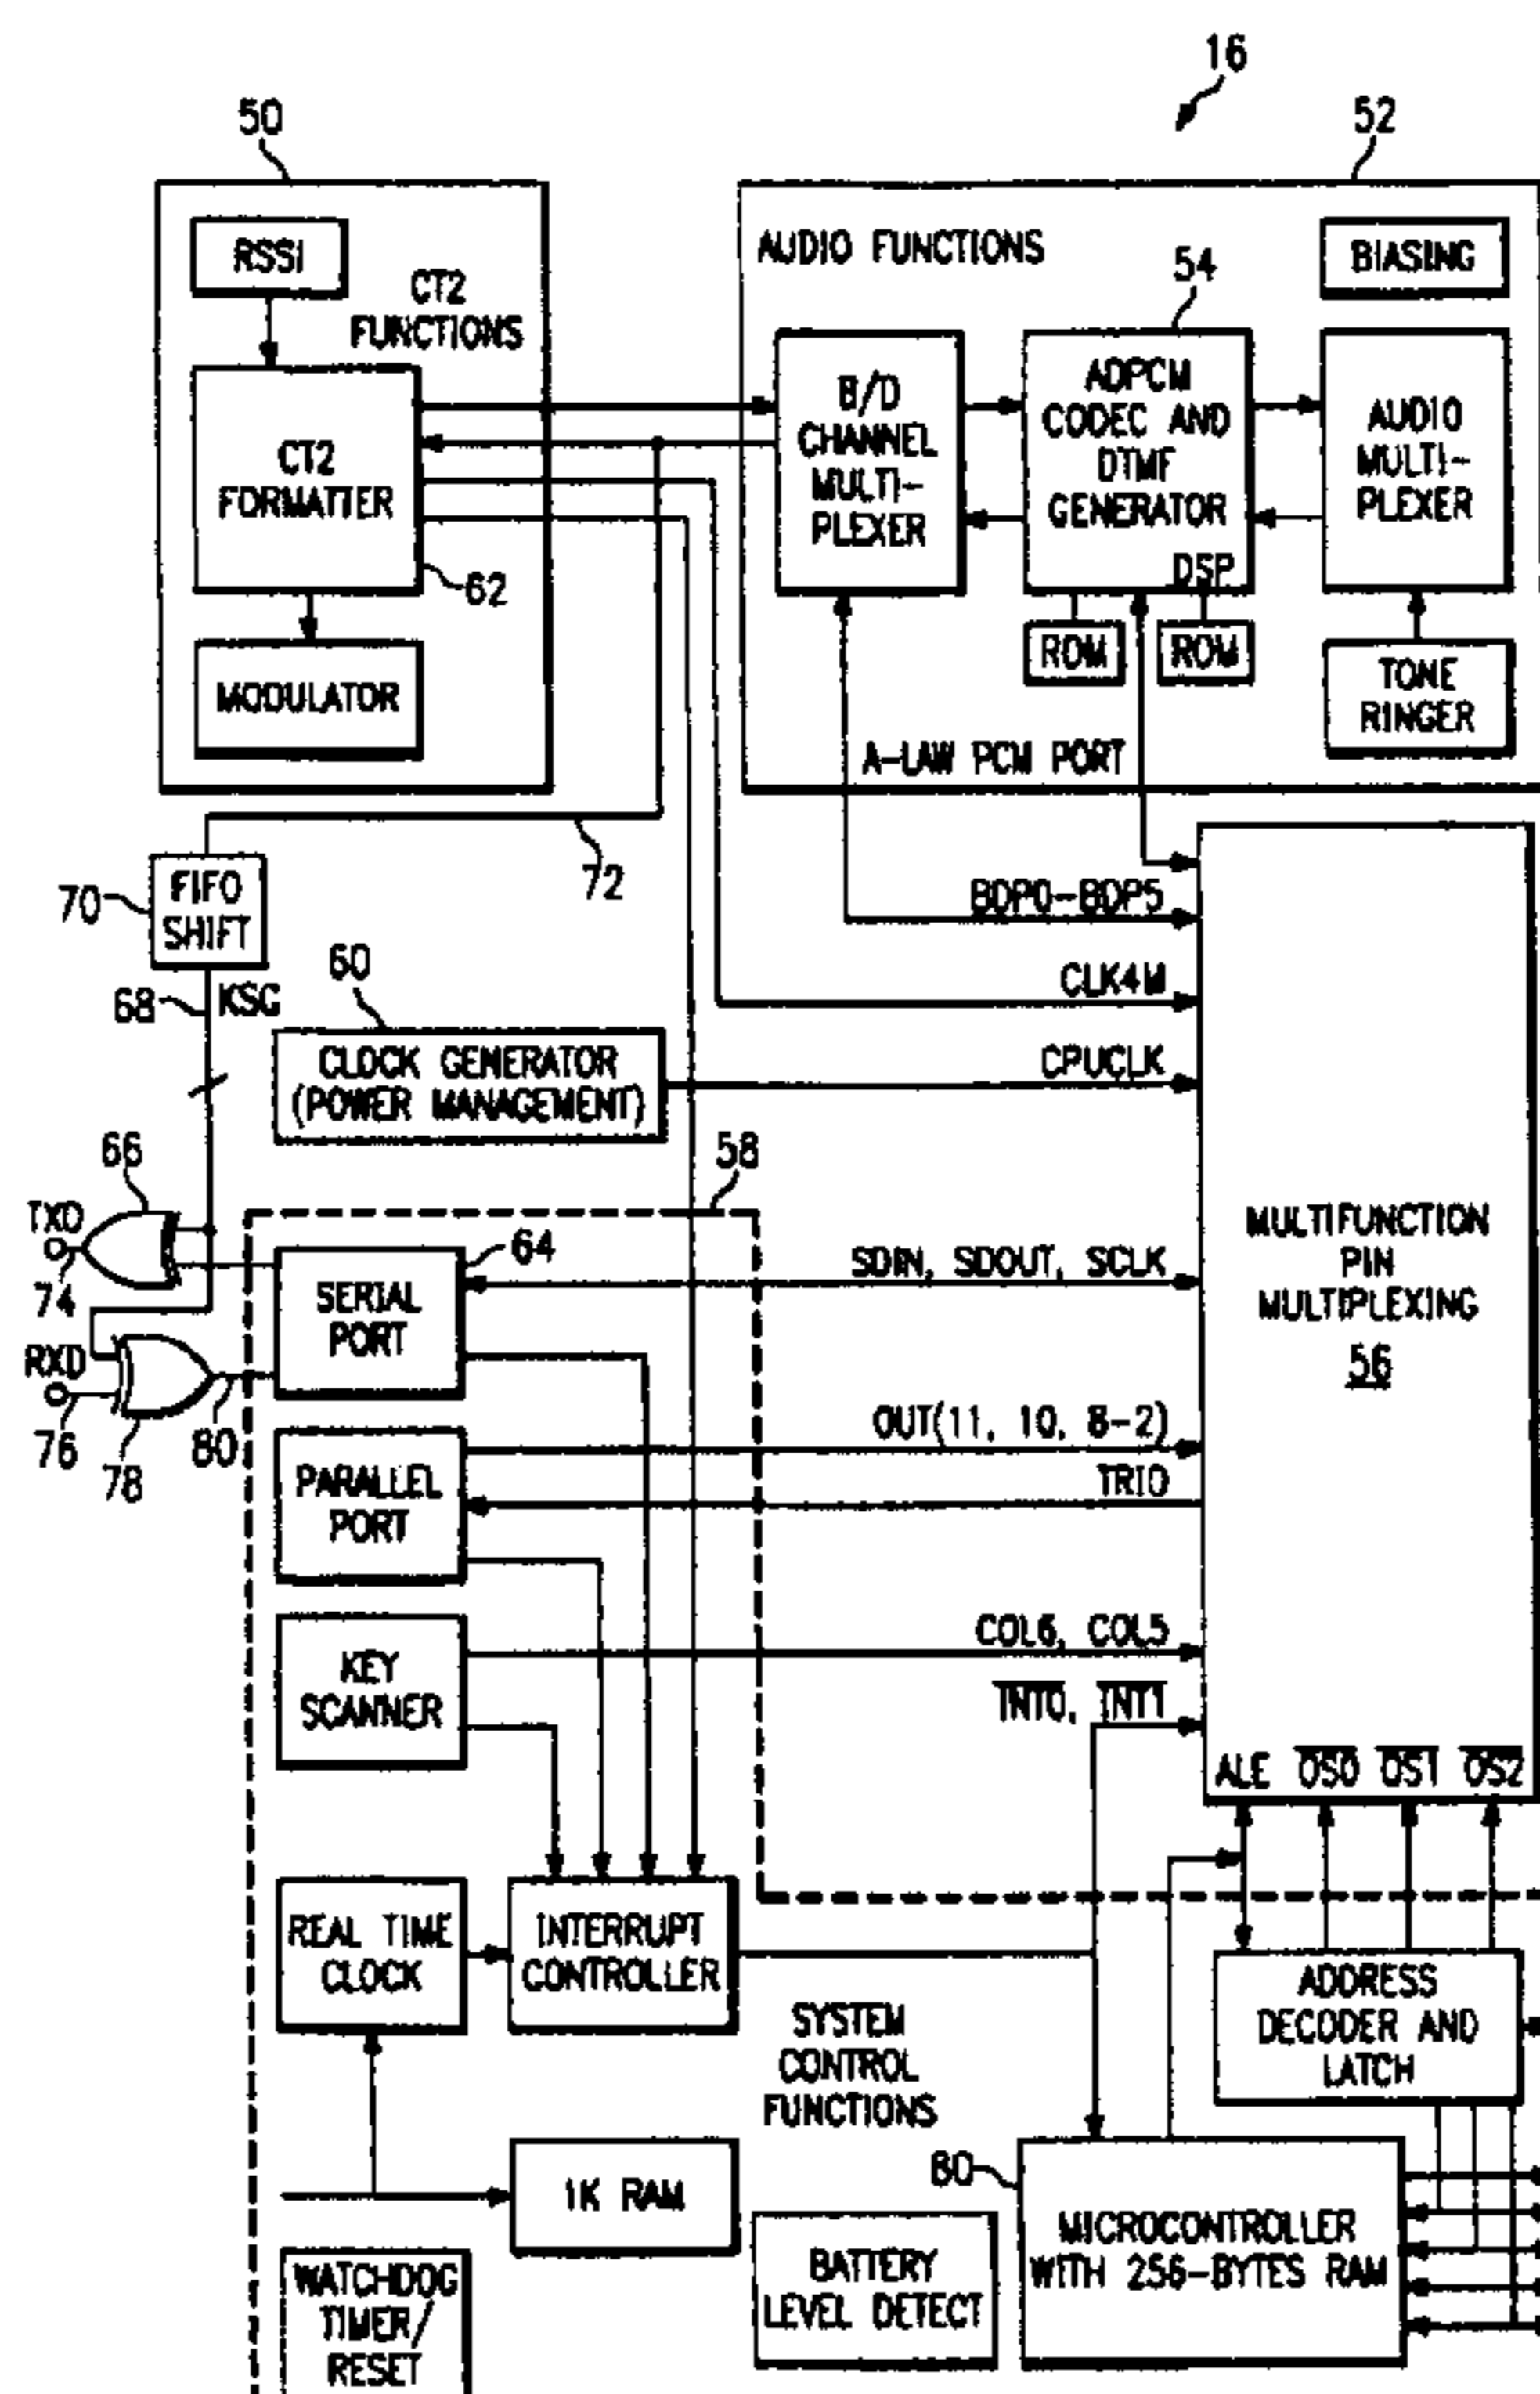 16
50
52
RSSI
CT2
FUNCTIONS
CT2
FORMATTER
62
MODULATOR
AUDIO FUNCTIONS
BIASING
54
B/D
CHANNEL
MULTI-
PLEXER
ADPCM
CODEC AND
DTMF
GENERATOR
DSP
AUDIO
MULTI-
PLEXER
ROM
ROM
TONE
RINGER
A-LAW PCM PORT
72
70
FIFO
SHIFT
BDP0-BDP5
68
KSG
60
CLK4M
CLOCK GENERATOR
(POWER MANAGEMENT)
CPUCLK
66
58
TXD
74
64
SERIAL
PORT
SDIN, SDOUT, SCLK
MULTIFUNCTION
PIN
MULTIPLEXING
56
RXD
76
78
80
PARALLEL
PORT
OUT(11, 10, 8-2)
TRIO
KEY
SCANNER
COL6, COL5
INT0, INT1
ALE OS0 OS1 OS2
REAL TIME
CLOCK
INTERRUPT
CONTROLLER
SYSTEM
CONTROL
FUNCTIONS
ADDRESS
DECODER AND
LATCH
1K RAM
80
MICROCONTROLLER
WITH 256-BYTES RAM
BATTERY
LEVEL DETECT
WATCHDOG
TIMER/
RESET